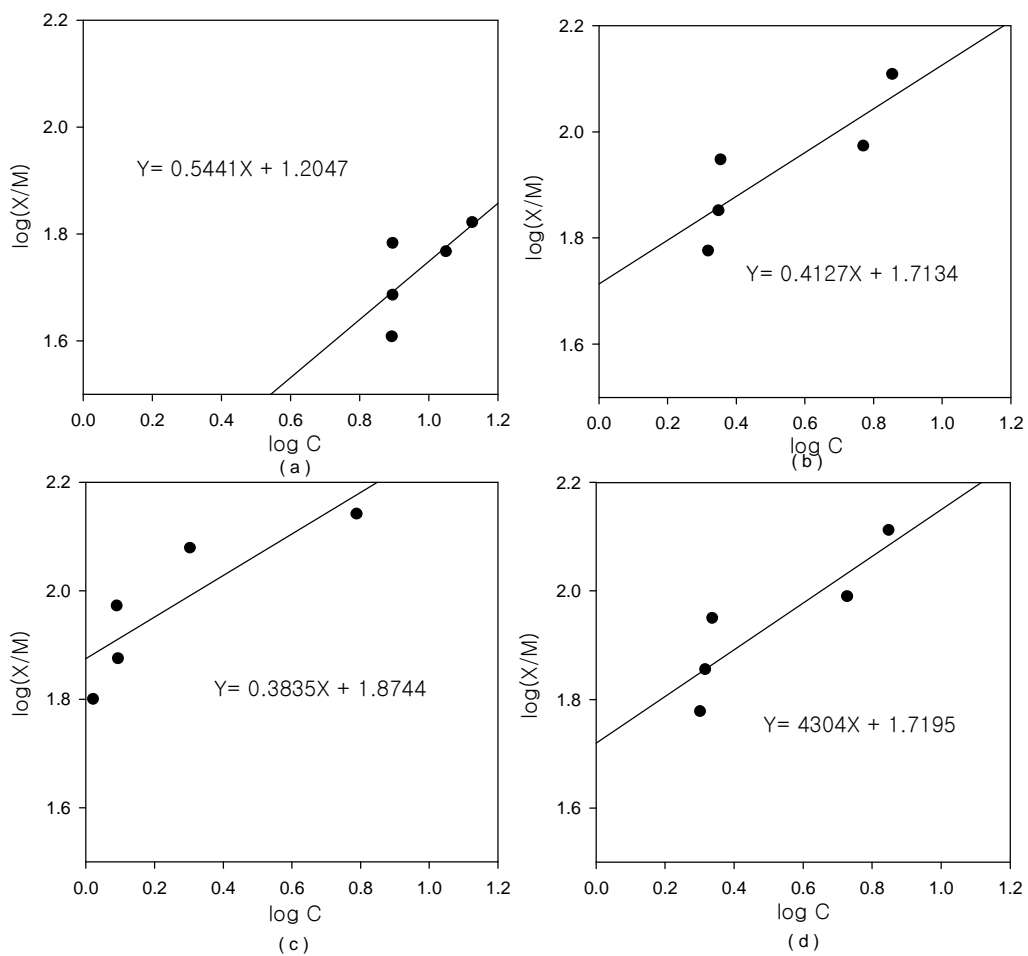 2.2
2.0
1.8
1.6
log(X/M)
Y= 0.5441X + 1.2047
0.0 0.2 0.4 0.6 0.8 1.0 1.2
log C
( a )
2.2
2.0
1.8
1.6
log(X/M)
Y= 0.4127X + 1.7134
0.0 0.2 0.4 0.6 0.8 1.0 1.2
log C
( b )
2.2
2.0
1.8
1.6
log(X/M)
Y= 0.3835X + 1.8744
0.0 0.2 0.4 0.6 0.8 1.0 1.2
log C
( c )
2.2
2.0
1.8
1.6
log(X/M)
Y= 4304X + 1.7195
0.0 0.2 0.4 0.6 0.8 1.0 1.2
log C
( d )